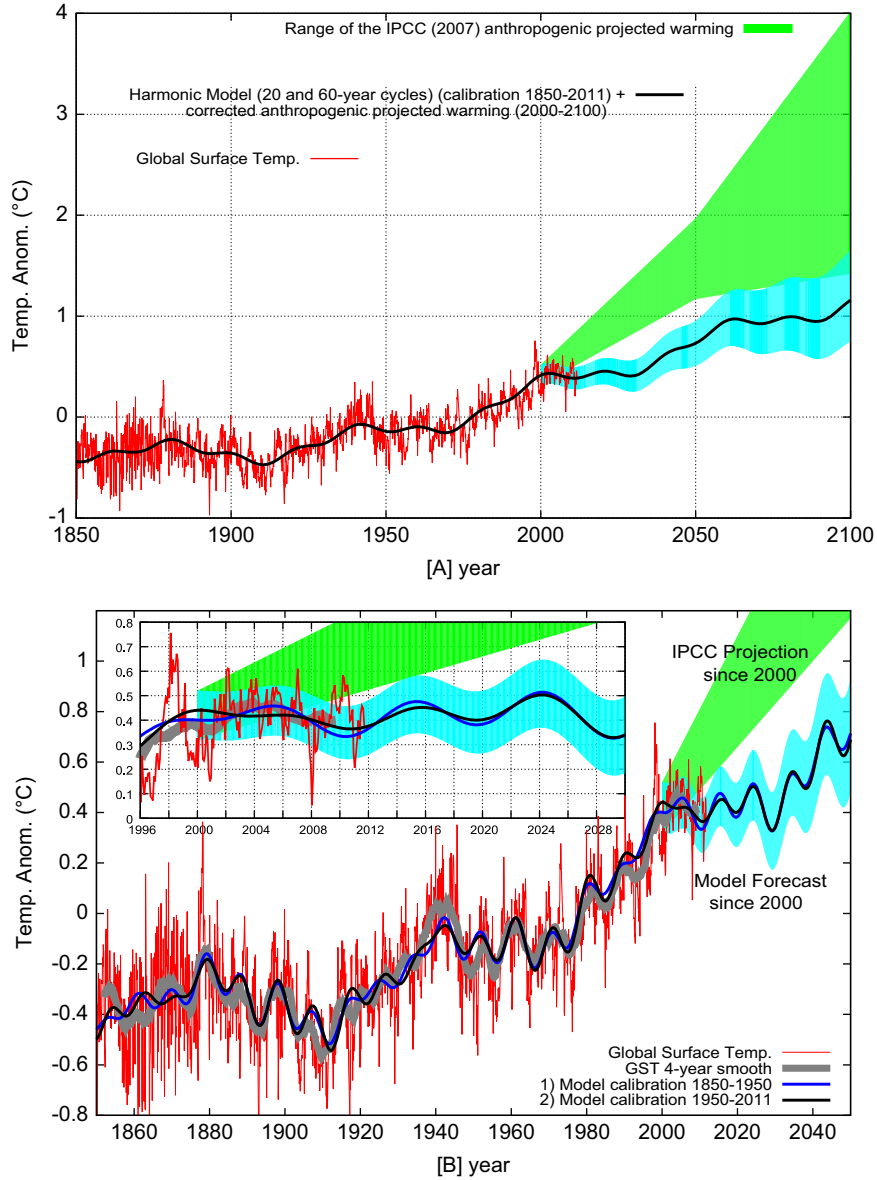 4
3
2
1
0
-1
Temp. Anom. (°C)
Range of the IPCC (2007) anthropogenic projected warming
Harmonic Model (20 and 60-year cycles) (calibration 1850-2011) +
corrected anthropogenic projected warming (2000-2100)
Global Surface Temp.
1850 1900 1950 2000 2050 2100
[A] year
1
0.8
0.6
0.4
0.2
0
-0.2
-0.4
-0.6
-0.8
Temp. Anom. (°C)
0.8
0.7
0.6
0.5
0.4
0.3
0.2
0.1
0
1996 2000 2004 2008 2012 2016 2020 2024 2028
IPCC Projection
since 2000
Model Forecast
since 2000
Global Surface Temp.
GST 4-year smooth
1) Model calibration 1850-1950
2) Model calibration 1950-2011
1860 1880 1900 1920 1940 1960 1980 2000 2020 2040
[B] year